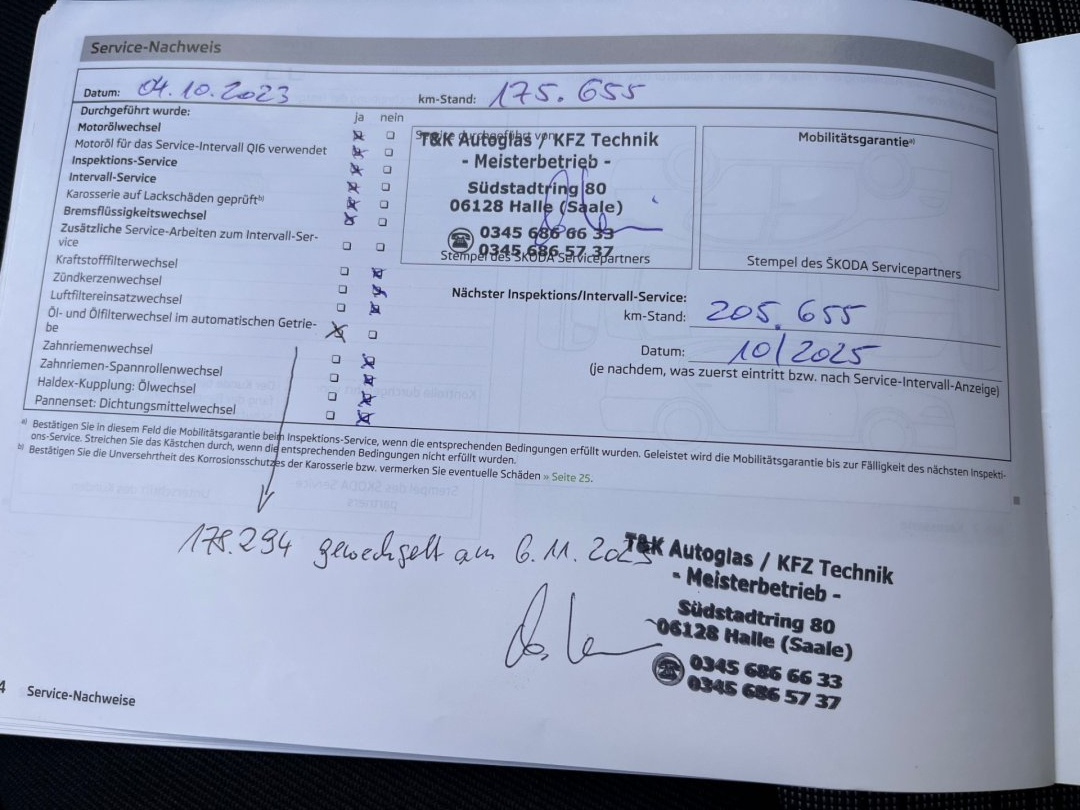 Service-Nachweis
Datum: 04.10.2023 km-Stand: 175.655
Durchgeführt wurde: ja nein
Motorölwechsel
Motoröl für das Service-Intervall QI6 verwendet
Inspektions-Service
Intervall-Service
Karosserie auf Lackschäden geprüft b)
Bremsflüssigkeitswechsel
Zusätzliche Service-Arbeiten zum Intervall-Ser-
vice
Kraftstofffilterwechsel
Zündkerzenwechsel
Luftfiltereinsatzwechsel
Öl- und Ölfilterwechsel im automatischen Getrie-
be
Zahnriemenwechsel
Zahnriemen-Spannrollenwechsel
Haldex-Kupplung: Ölwechsel
Pannenset: Dichtungsmittelwechsel
Service durchgeführt von:
T&K Autoglas / KFZ Technik
- Meisterbetrieb -
Südstadtring 80
06128 Halle (Saale)
0345 686 66 33
0345 686 57 37
Stempel des ŠKODA Servicepartners
Mobilitätsgarantie a)
Stempel des ŠKODA Servicepartners
Nächster Inspektions/Intervall-Service:
km-Stand: 205.655
Datum: 10/2025
(je nachdem, was zuerst eintritt bzw. nach Service-Intervall-Anzeige)
a) Bestätigen Sie in diesem Feld die Mobilitätsgarantie beim Inspektions-Service, wenn die entsprechenden Bedingungen erfüllt wurden. Geleistet wird die Mobilitätsgarantie bis zur Fälligkeit des nächsten Inspekti-
ons-Service. Streichen Sie das Kästchen durch, wenn die entsprechenden Bedingungen nicht erfüllt wurden.
b) Bestätigen Sie die Unversehrtheit des Korrosionsschutzes der Karosserie bzw. vermerken Sie eventuelle Schäden » Seite 25.
178.294 gewechselt am 6.11.2023
T&K Autoglas / KFZ Technik
- Meisterbetrieb -
Südstadtring 80
06128 Halle (Saale)
0345 686 66 33
0345 686 57 37
4 Service-Nachweise